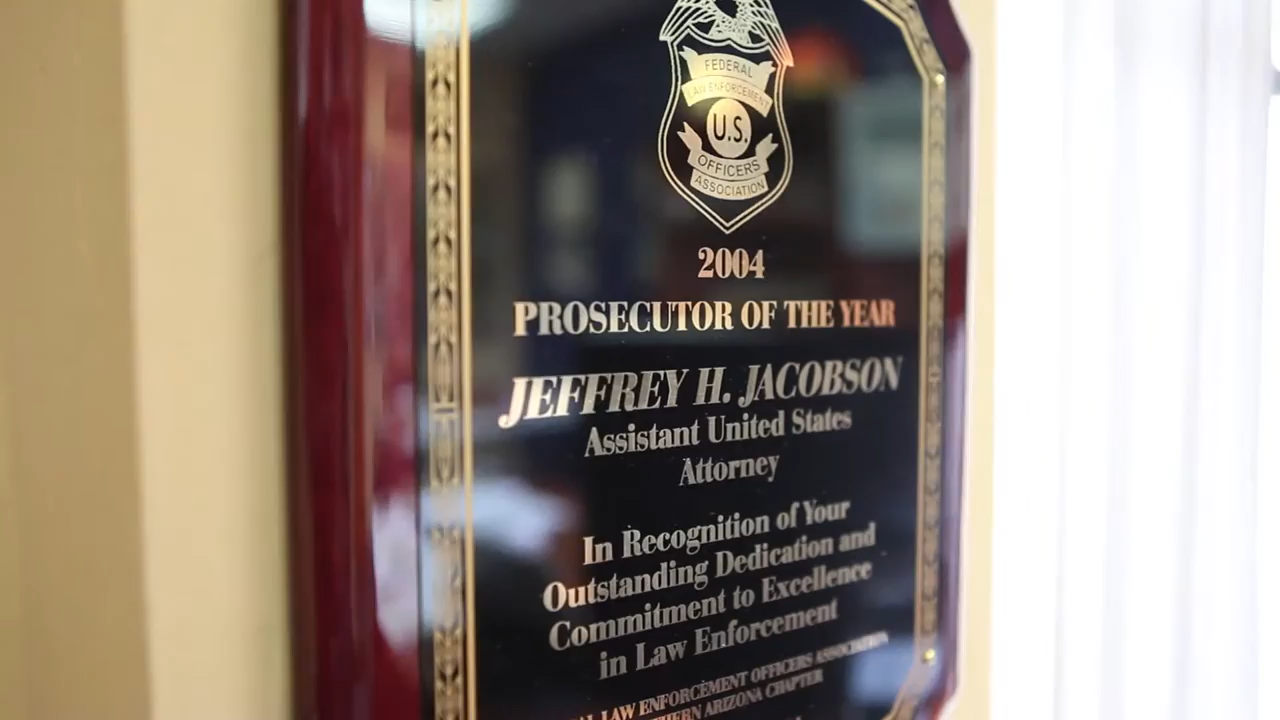 FEDERAL
LAW ENFORCEMENT
U.S.
OFFICERS
ASSOCIATION
2004
PROSECUTOR OF THE YEAR
JEFFREY H. JACOBSON
Assistant United States
Attorney
In Recognition of Your
Outstanding Dedication and
Commitment to Excellence
in Law Enforcement
LAW ENFORCEMENT OFFICERS ASSOCIATION
ARIZONA CHAPTER